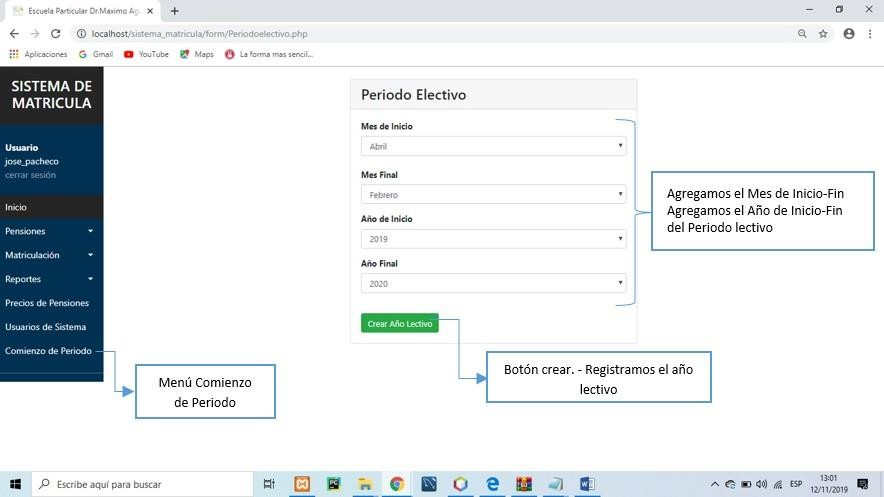 Escuela Particular Dr.Maximo Ag
localhost/sistema_matricula/form/Periodoelectivo.php
Aplicaciones
Gmail
YouTube
Maps
La forma mas sencil...
SISTEMA DE
MATRICULA
Usuario
jose_pacheco
cerrar sesión
Inicio
Pensiones
Matriculación
Reportes
Precios de Pensiones
Usuarios de Sistema
Comienzo de Periodo
Periodo Electivo
Mes de Inicio
Abril
Mes Final
Febrero
Año de Inicio
2019
Año Final
2020
Crear Año Lectivo
Agregamos el Mes de Inicio-Fin
Agregamos el Año de Inicio-Fin
del Periodo lectivo
Botón crear. - Registramos el año
lectivo
Menú Comienzo
de Periodo
Escribe aquí para buscar
ESP
13:01
12/11/2019